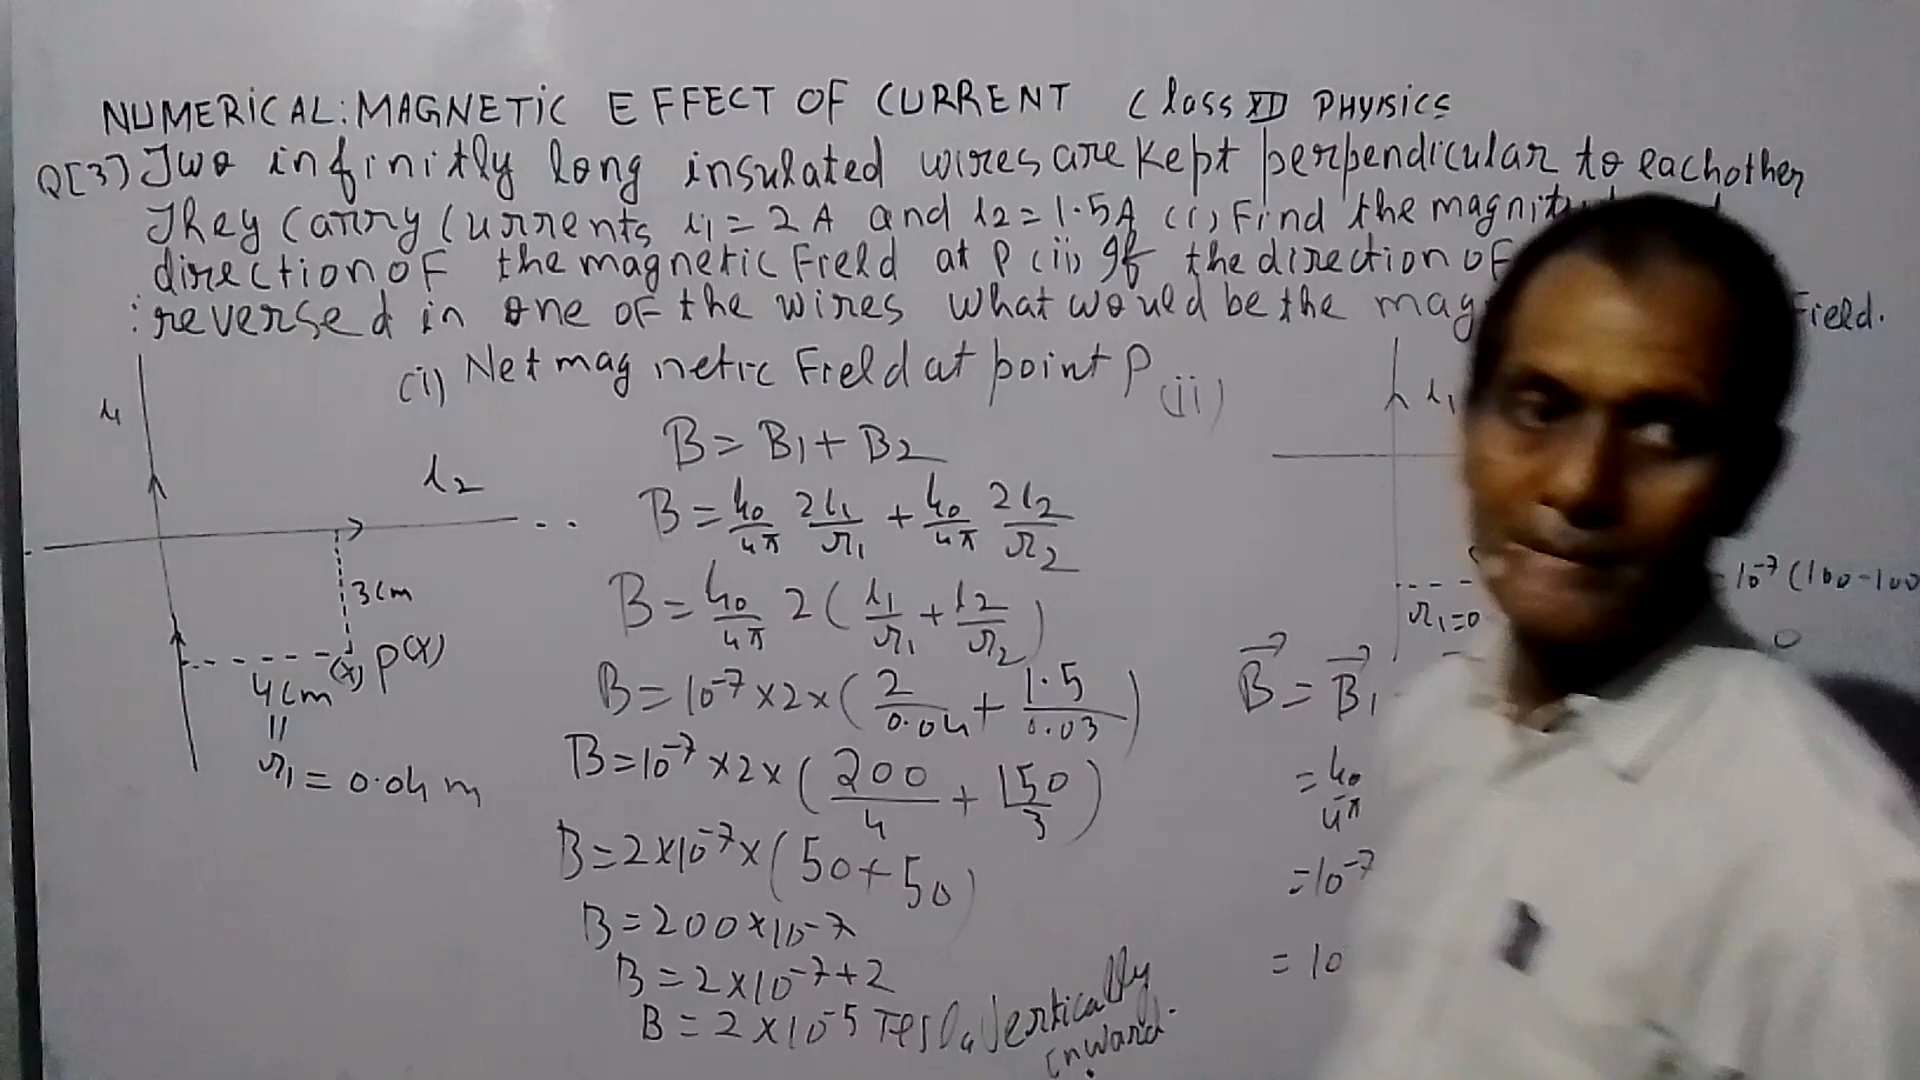 NUMERICAL: MAGNETIC EFFECT OF CURRENT Class XII PHYSICS
Q[3] Two infinitly long insulated wires are kept perpendicular to eachother
They carry currents i1 = 2 A and i2 = 1.5A (i) Find the
direction of the magnetic Field at P (ii) If the direction of
reversed in one of the wires what would be the Field.
(i) Net magnetic Field at point P
(ii)
i1
i2
3cm
(x) P(x)
4cm
||
r1 = 0.04 m
B = B1 + B2
B = μ0/4π 2i1/r1 + μ0/4π 2i2/r2
B = μ0/4π 2 (i1/r1 + i2/r2)
B = 10^-7 × 2 × (2/0.04 + 1.5/0.03)
B = 10^-7 × 2 × (200/4 + 150/3)
B = 2 × 10^-7 × (50 + 50)
B = 200 × 10^-7
B = 2 × 10^-7+2
B = 2 × 10^-5 Tesla Vertically inward.
i1
r1 = 0
10^-7 (100 - 100
0
B⃗ = B⃗1
= μ0/4π
= 10^-7
= 10